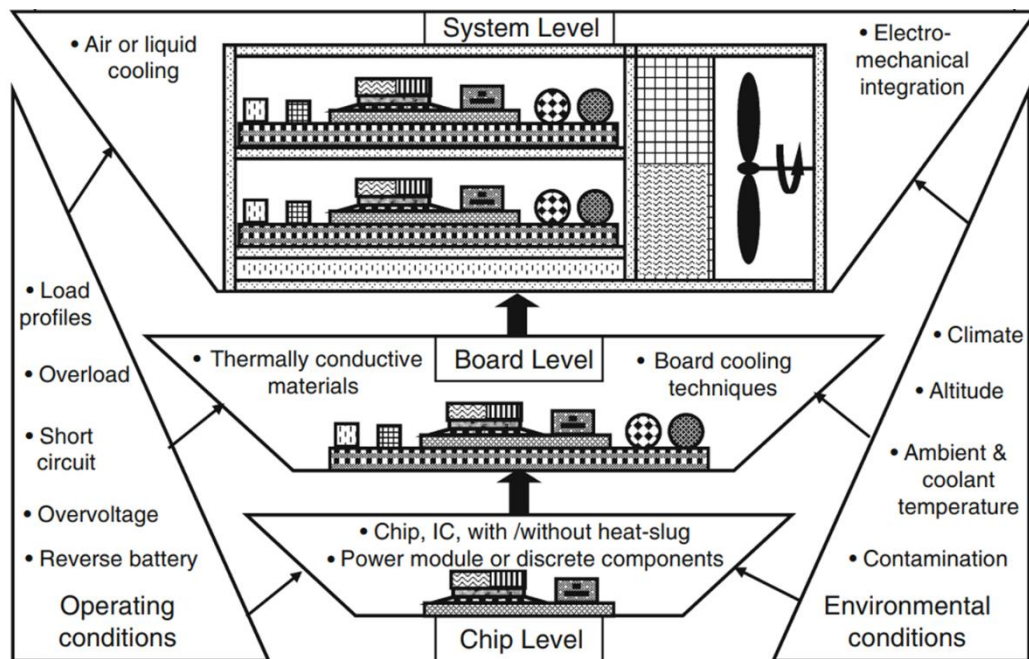 System Level
• Air or liquid
cooling
• Electro-
mechanical
integration
• Load
profiles
• Overload
• Short
circuit
• Overvoltage
• Reverse battery
Operating
conditions
Board Level
• Thermally conductive
materials
• Board cooling
techniques
• Chip, IC, with /without heat-slug
• Power module or discrete components
Chip Level
• Climate
• Altitude
• Ambient &
coolant
temperature
• Contamination
Environmental
conditions